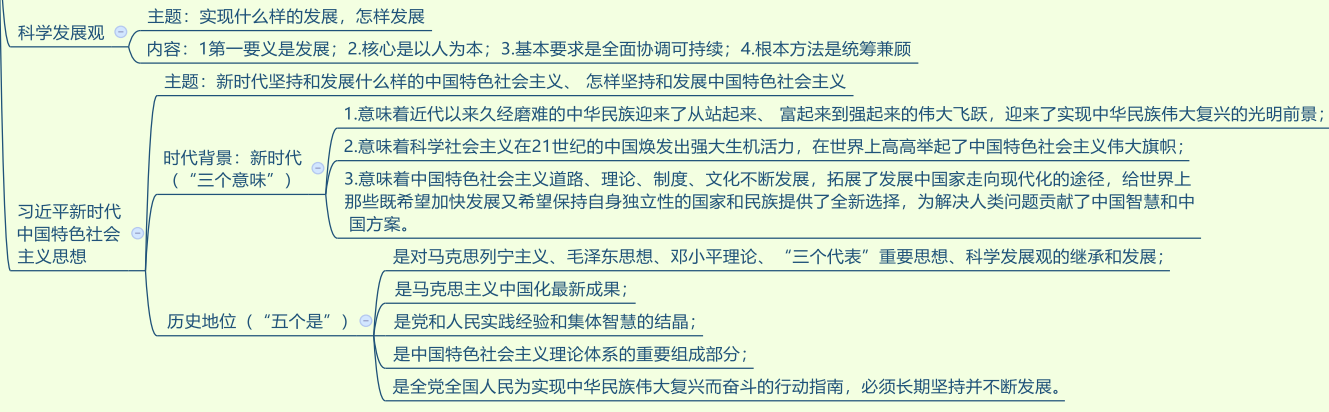 科学发展观
主题：实现什么样的发展，怎样发展
内容：1第一要义是发展；2.核心是以人为本；3.基本要求是全面协调可持续；4.根本方法是统筹兼顾
习近平新时代
中国特色社会
主义思想
主题：新时代坚持和发展什么样的中国特色社会主义、 怎样坚持和发展中国特色社会主义
时代背景：新时代
（“三个意味”）
1.意味着近代以来久经磨难的中华民族迎来了从站起来、 富起来到强起来的伟大飞跃，迎来了实现中华民族伟大复兴的光明前景；
2.意味着科学社会主义在21世纪的中国焕发出强大生机活力，在世界上高高举起了中国特色社会主义伟大旗帜；
3.意味着中国特色社会主义道路、理论、制度、文化不断发展，拓展了发展中国家走向现代化的途径，给世界上
那些既希望加快发展又希望保持自身独立性的国家和民族提供了全新选择，为解决人类问题贡献了中国智慧和中
国方案。
历史地位（“五个是”）
是对马克思列宁主义、毛泽东思想、邓小平理论、“三个代表”重要思想、科学发展观的继承和发展；
是马克思主义中国化最新成果；
是党和人民实践经验和集体智慧的结晶；
是中国特色社会主义理论体系的重要组成部分；
是全党全国人民为实现中华民族伟大复兴而奋斗的行动指南，必须长期坚持并不断发展。